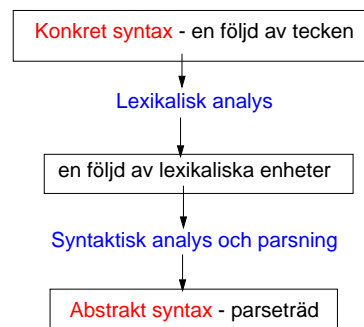 Konkret syntax - en följd av tecken
Lexikalisk analys
en följd av lexikaliska enheter
Syntaktisk analys och parsning
Abstrakt syntax - parseträd